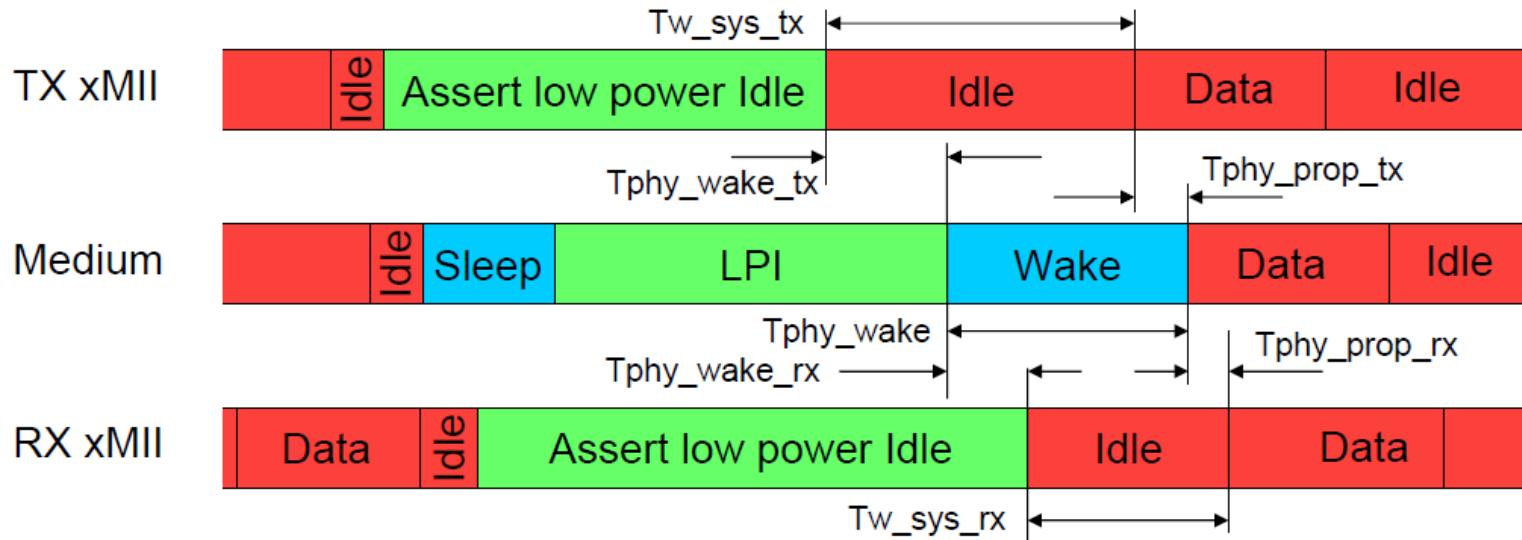 Tw_sys_tx
TX xMII Idle Assert low power Idle Idle Data Idle
Tphy_wake_tx Tphy_prop_tx
Medium Idle Sleep LPI Wake Data Idle
Tphy_wake Tphy_prop_rx
Tphy_wake_rx
RX xMII Data Idle Assert low power Idle Idle Data
Tw_sys_rx